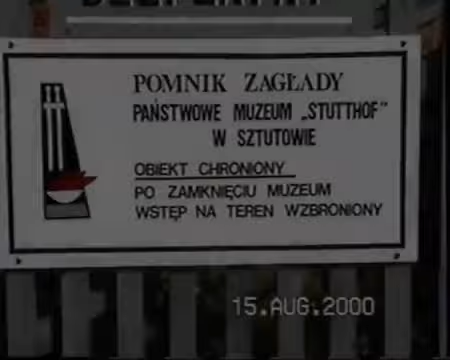 POMNIK ZAGŁADY
PAŃSTWOWE MUZEUM „STUTTHOF”
W SZTUTOWIE
OBIEKT CHRONIONY
PO ZAMKNIĘCIU MUZEUM
WSTĘP NA TEREN WZBRONIONY
15.AUG.2000